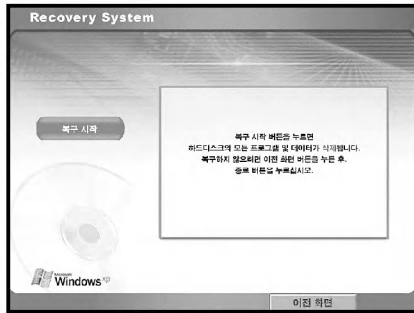 Recovery System
복구 시작
복구 시작 버튼을 누르면
하드디스크의 모든 프로그램 및 데이터가 삭제됩니다.
복구하지 않으려면 이전 화면 버튼을 누른 후,
종료 버튼을 누르십시오.
Microsoft
Windows xp
이전 화면